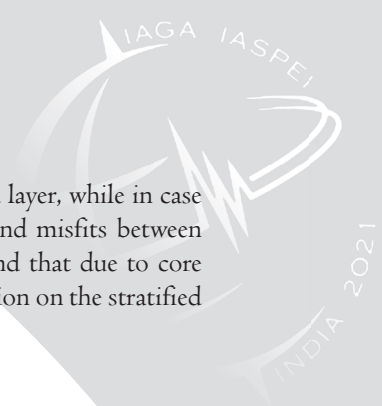 IAGA IASPEI
INDIA 2021
layer, while in case
nd misfits between
nd that due to core
ion on the stratified